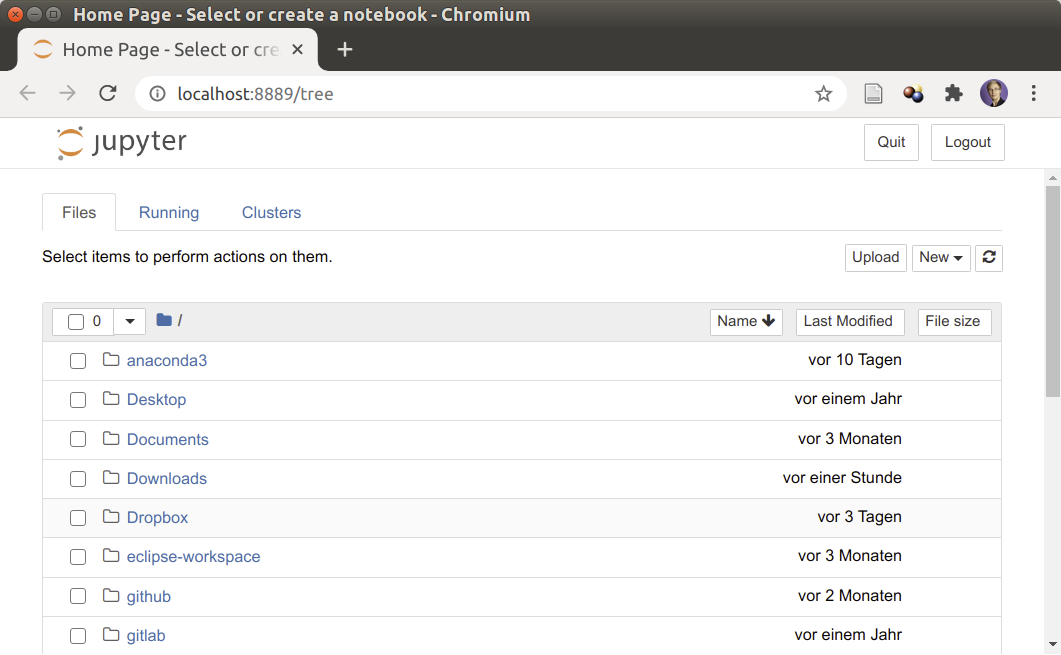 Home Page - Select or create a notebook - Chromium
Home Page - Select or cre
localhost:8889/tree
jupyter
Quit
Logout
Files
Running
Clusters
Select items to perform actions on them.
Upload
New
0
/
Name
Last Modified
File size
anaconda3
vor 10 Tagen
Desktop
vor einem Jahr
Documents
vor 3 Monaten
Downloads
vor einer Stunde
Dropbox
vor 3 Tagen
eclipse-workspace
vor 3 Monaten
github
vor 2 Monaten
gitlab
vor einem Jahr